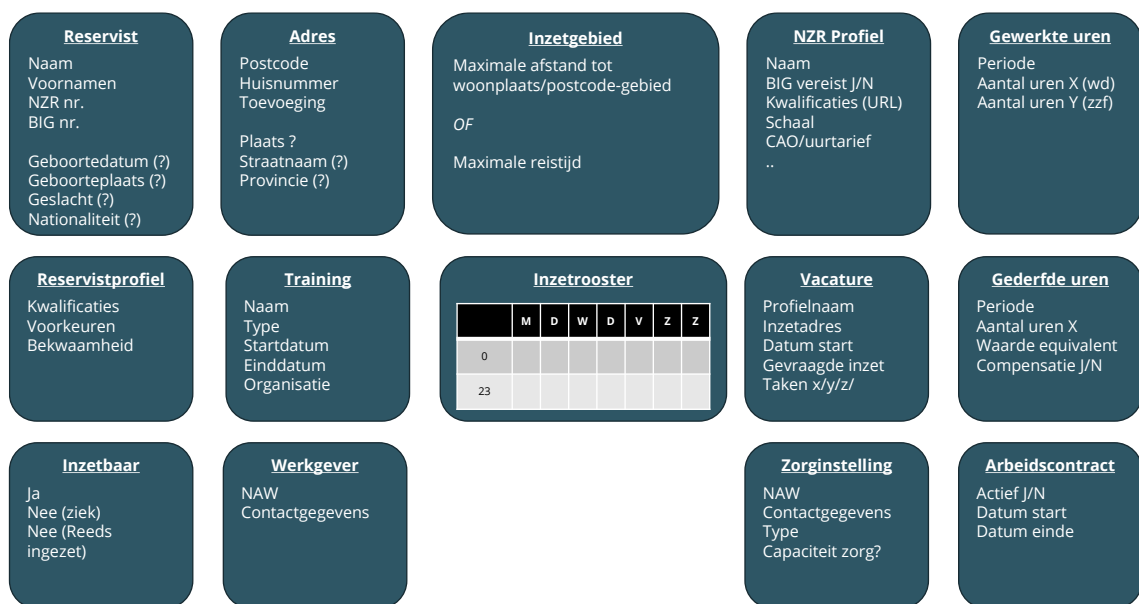 Reservist
Naam
Voornamen
NZR nr.
BIG nr.
Geboortedatum (?)
Geboorteplaats (?)
Geslacht (?)
Nationaliteit (?)
Adres
Postcode
Huisnummer
Toevoeging
Plaats ?
Straatnaam (?)
Provincie (?)
Inzetgebied
Maximale afstand tot
woonplaats/postcode-gebied
OF
Maximale reistijd
NZR Profiel
Naam
BIG vereist J/N
Kwalificaties (URL)
Schaal
CAO/uurtarief
..
Gewerkte uren
Periode
Aantal uren X (wd)
Aantal uren Y (zzf)
Reservistprofiel
Kwalificaties
Voorkeuren
Bekwaamheid
Training
Naam
Type
Startdatum
Einddatum
Organisatie
Inzetrooster
M D W D V Z Z
0
23
Vacature
Profielnaam
Inzetadres
Datum start
Gevraagde inzet
Taken x/y/z/
Gederfde uren
Periode
Aantal uren X
Waarde equivalent
Compensatie J/N
Inzetbaar
Ja
Nee (ziek)
Nee (Reeds
ingezet)
Werkgever
NAW
Contactgegevens
Zorginstelling
NAW
Contactgegevens
Type
Capaciteit zorg?
Arbeidscontract
Actief J/N
Datum start
Datum einde